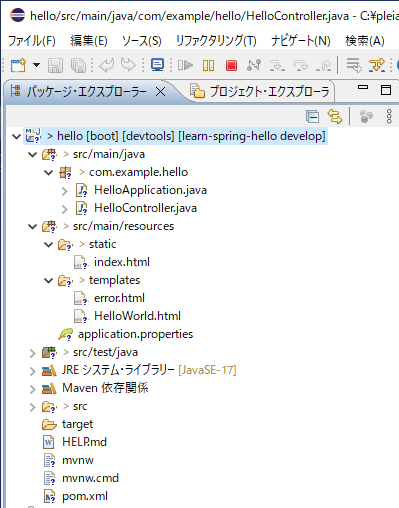 hello/src/main/java/com/example/hello/HelloController.java - C:¥pleia
ファイル(F) 編集(E) ソース(S) リファクタリング(T) ナビゲート(N) 検索(A)
パッケージ・エクスプローラー プロジェクト・エクスプローラ
> hello [boot] [devtools] [learn-spring-hello develop]
> src/main/java
> com.example.hello
> HelloApplication.java
> HelloController.java
> src/main/resources
> static
index.html
> templates
error.html
HelloWorld.html
application.properties
> src/test/java
JRE システム・ライブラリー [JavaSE-17]
Maven 依存関係
> src
target
HELP.md
mvnw
mvnw.cmd
pom.xml